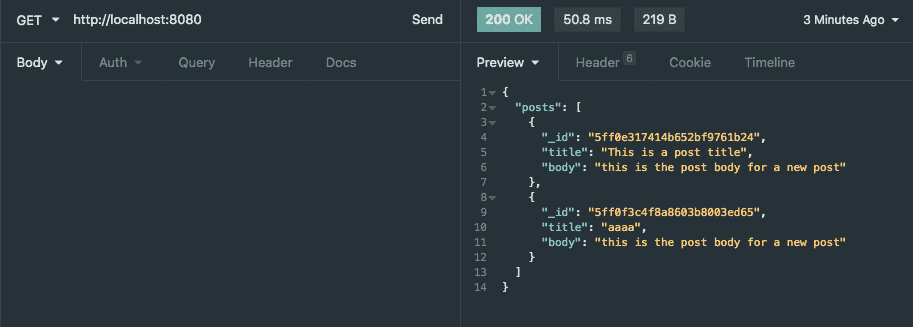 GET http://localhost:8080 Send 200 OK 50.8 ms 219 B 3 Minutes Ago
Body Auth Query Header Docs Preview Header 6 Cookie Timeline
1 {
2 "posts": [
3 {
4 "_id": "5ff0e317414b652bf9761b24",
5 "title": "This is a post title",
6 "body": "this is the post body for a new post"
7 },
8 {
9 "_id": "5ff0f3c4f8a8603b8003ed65",
10 "title": "aaaa",
11 "body": "this is the post body for a new post"
12 }
13 ]
14 }